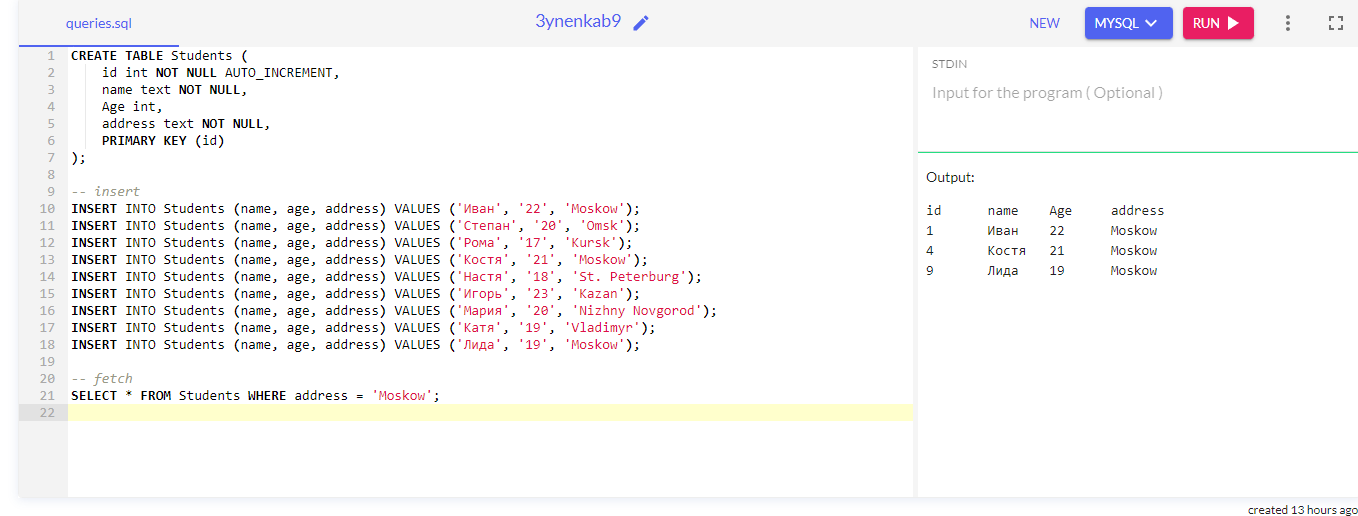 queries.sql
3ynenkab9
NEW
MYSQL
RUN
1 CREATE TABLE Students (
2 id int NOT NULL AUTO_INCREMENT,
3 name text NOT NULL,
4 Age int,
5 address text NOT NULL,
6 PRIMARY KEY (id)
7 );
8
9 -- insert
10 INSERT INTO Students (name, age, address) VALUES ('Иван', '22', 'Moskow');
11 INSERT INTO Students (name, age, address) VALUES ('Степан', '20', 'Omsk');
12 INSERT INTO Students (name, age, address) VALUES ('Рома', '17', 'Kursk');
13 INSERT INTO Students (name, age, address) VALUES ('Костя', '21', 'Moskow');
14 INSERT INTO Students (name, age, address) VALUES ('Настя', '18', 'St. Peterburg');
15 INSERT INTO Students (name, age, address) VALUES ('Игорь', '23', 'Kazan');
16 INSERT INTO Students (name, age, address) VALUES ('Мария', '20', 'Nizhny Novgorod');
17 INSERT INTO Students (name, age, address) VALUES ('Катя', '19', 'Vladimyr');
18 INSERT INTO Students (name, age, address) VALUES ('Лида', '19', 'Moskow');
19
20 -- fetch
21 SELECT * FROM Students WHERE address = 'Moskow';
22
STDIN
Input for the program ( Optional )
Output:
id name Age address
1 Иван 22 Moskow
4 Костя 21 Moskow
9 Лида 19 Moskow
created 13 hours ago